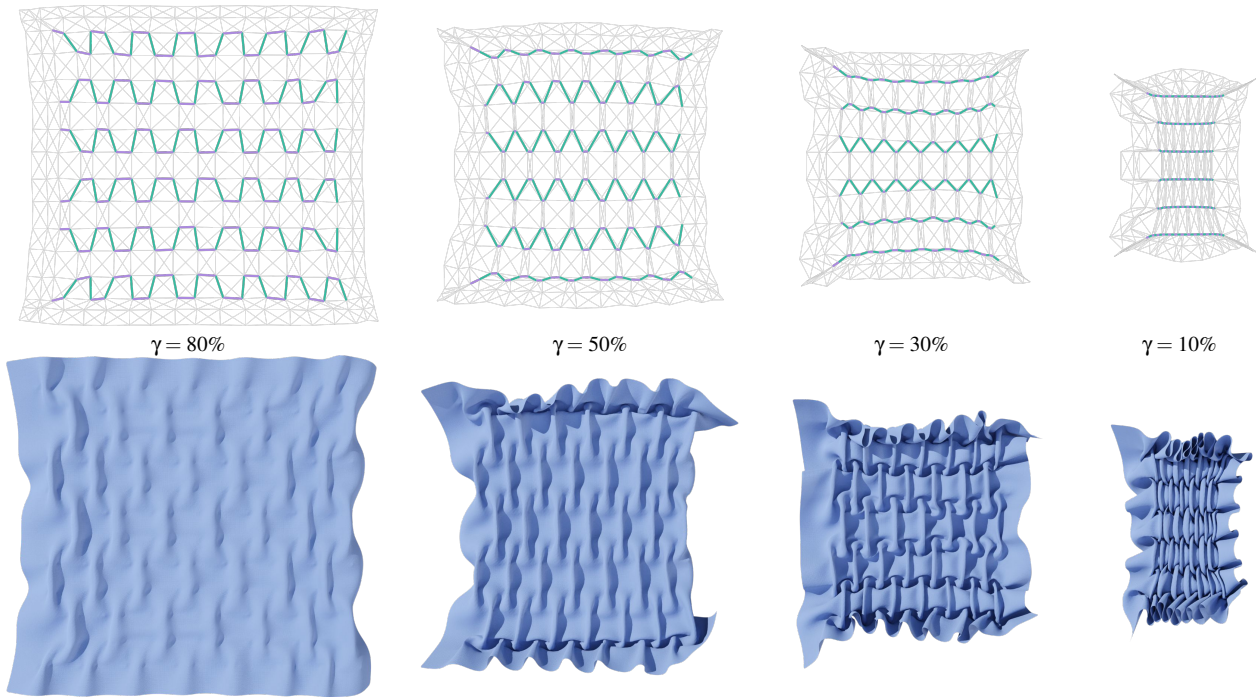 γ = 80% γ = 50% γ = 30% γ = 10%